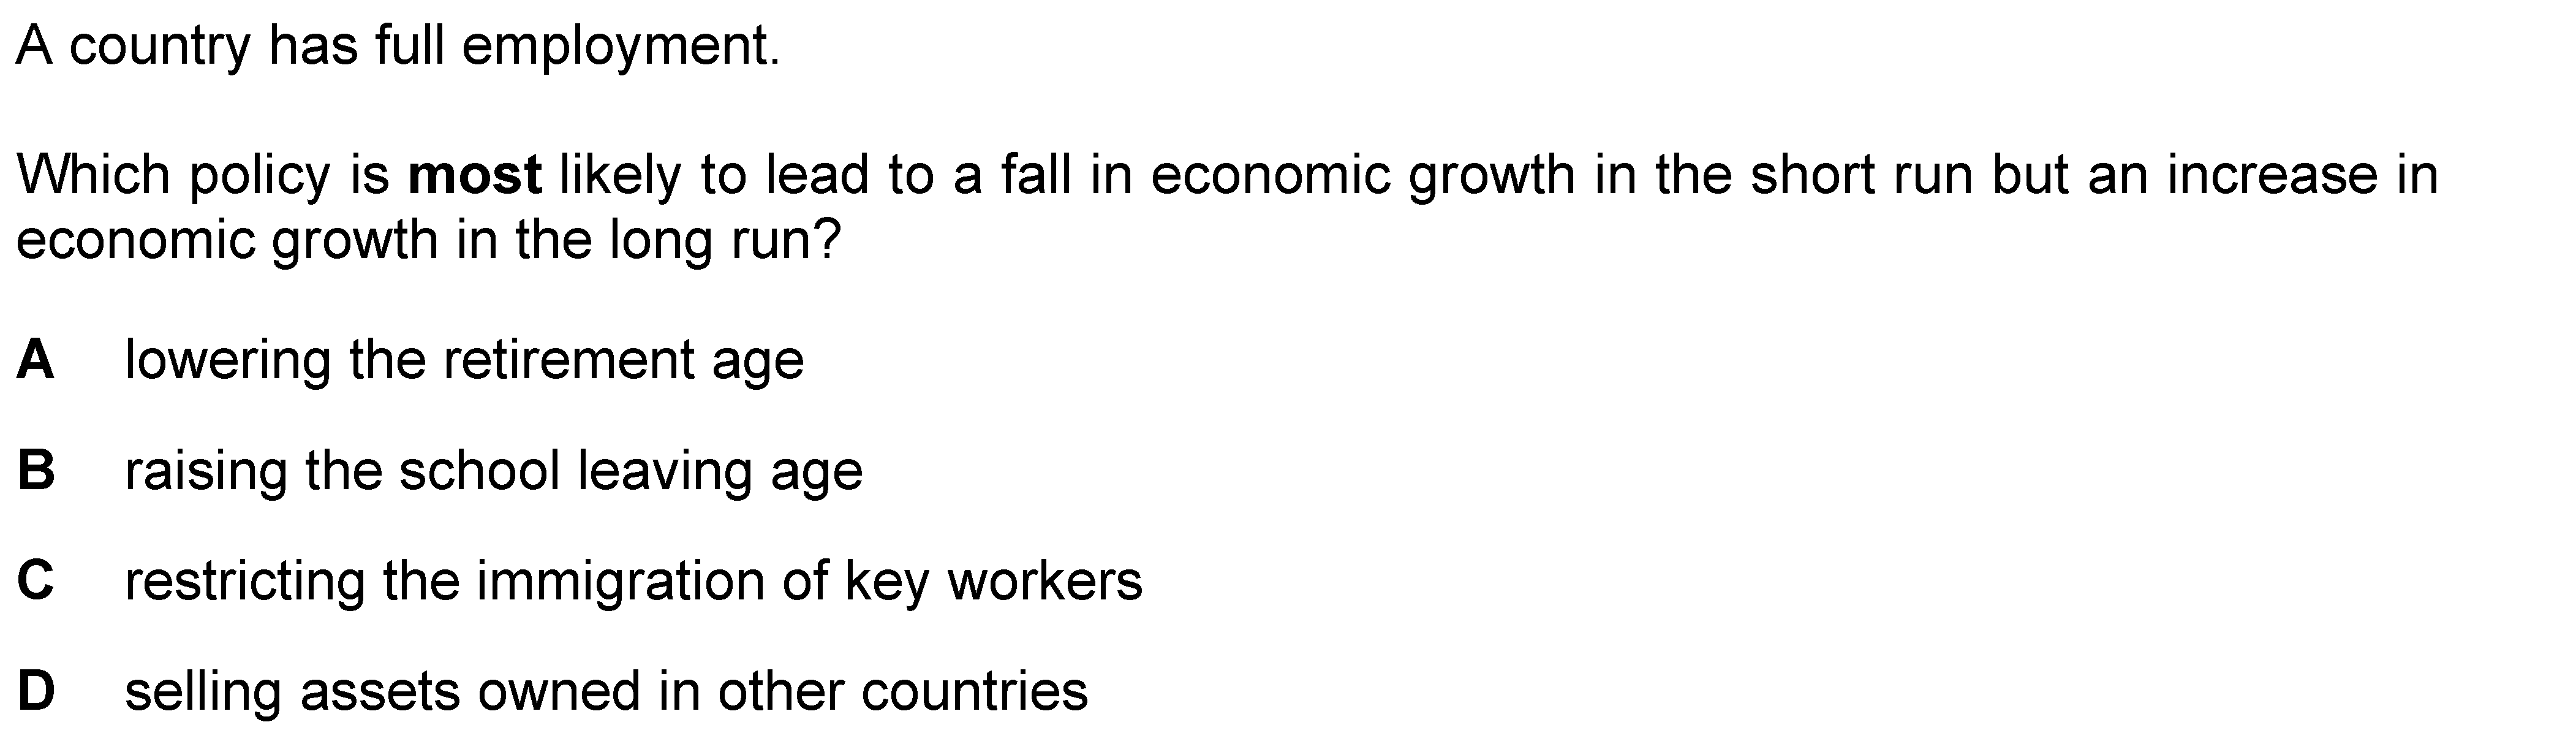 A country has full employment.
Which policy is most likely to lead to a fall in economic growth in the short run but an increase in
economic growth in the long run?
A lowering the retirement age
B raising the school leaving age
C restricting the immigration of key workers
D selling assets owned in other countries